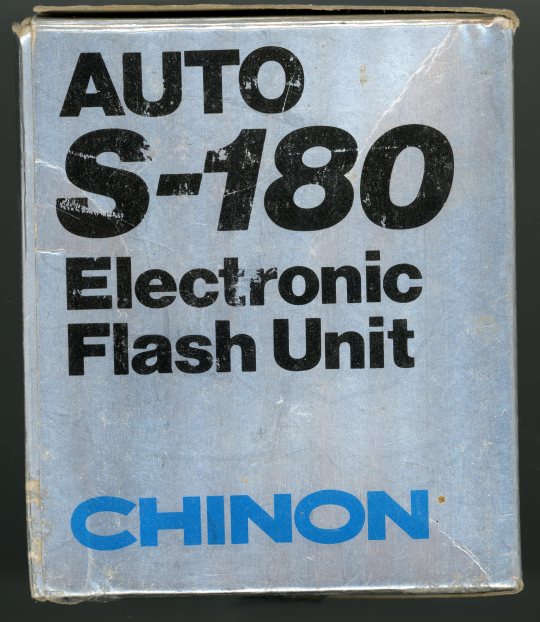 AUTO
S-180
Electronic
Flash Unit
CHINON